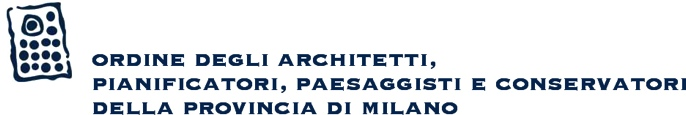 ORDINE DEGLI ARCHITETTI,
PIANIFICATORI, PAESAGGISTI E CONSERVATORI
DELLA PROVINCIA DI MILANO